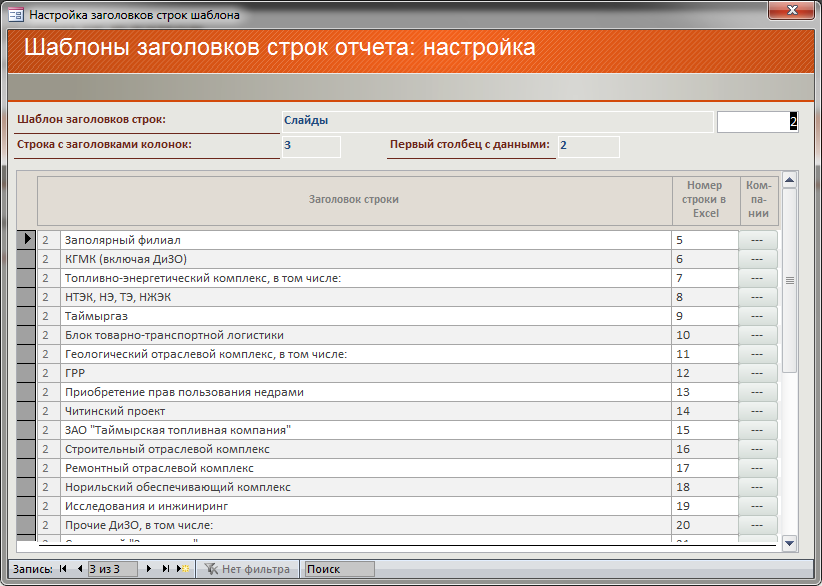 Настройка заголовков строк шаблона
Шаблоны заголовков строк отчета: настройка
Шаблон заголовков строк: Слайды 2
Строка с заголовками колонок: 3 Первый столбец с данными: 2
Заголовок строки Номер строки в Excel Ком-па-нии
2 Заполярный филиал 5 ---
2 КГМК (включая ДиЗО) 6 ---
2 Топливно-энергетический комплекс, в том числе: 7 ---
2 НТЭК, НЭ, ТЭ, НЖЭК 8 ---
2 Таймыргаз 9 ---
2 Блок товарно-транспортной логистики 10 ---
2 Геологический отраслевой комплекс, в том числе: 11 ---
2 ГРР 12 ---
2 Приобретение прав пользования недрами 13 ---
2 Читинский проект 14 ---
2 ЗАО "Таймырская топливная компания" 15 ---
2 Строительный отраслевой комплекс 16 ---
2 Ремонтный отраслевой комплекс 17 ---
2 Норильский обеспечивающий комплекс 18 ---
2 Исследования и инжиниринг 19 ---
2 Прочие ДиЗО, в том числе: 20 ---
Запись: 3 из 3 Нет фильтра Поиск